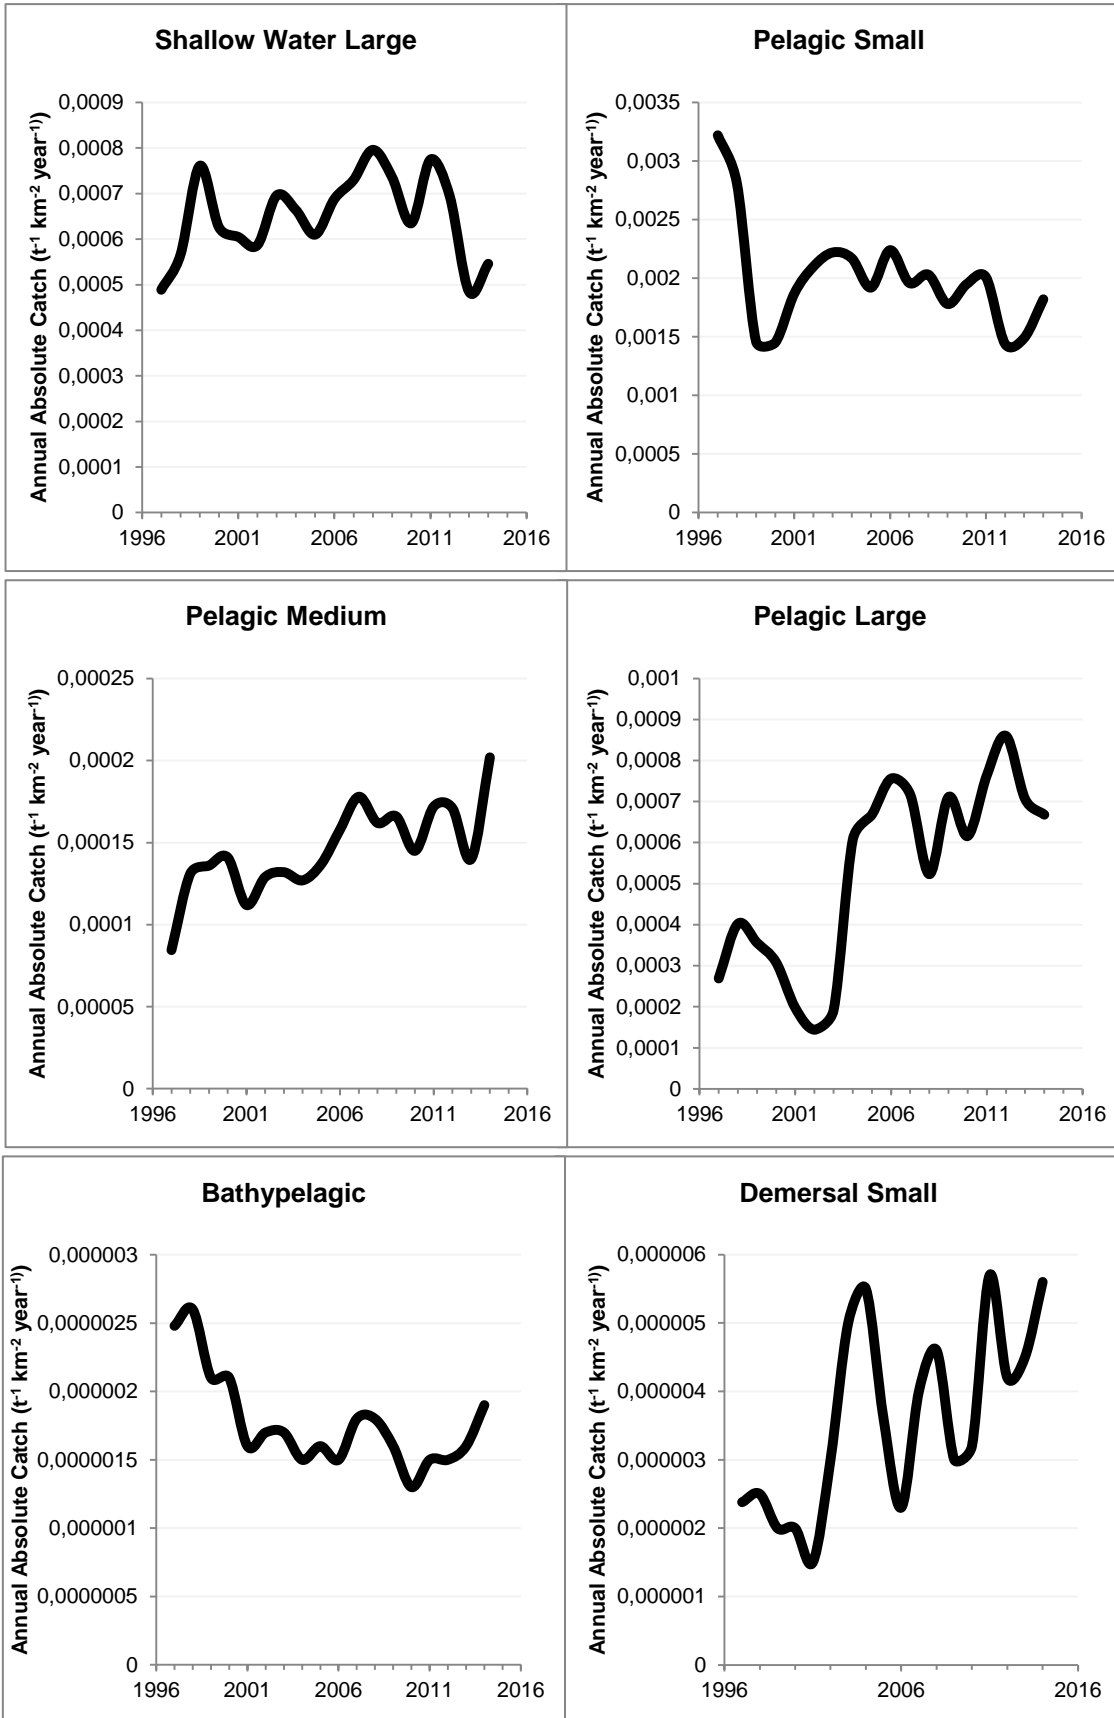 Shallow Water Large
Annual Absolute Catch (t-1 km-2 year-1))
0,0009
0,0008
0,0007
0,0006
0,0005
0,0004
0,0003
0,0002
0,0001
0
1996 2001 2006 2011 2016
Pelagic Small
Annual Absolute Catch (t-1 km-2 year-1))
0,0035
0,003
0,0025
0,002
0,0015
0,001
0,0005
0
1996 2001 2006 2011 2016
Pelagic Medium
Annual Absolute Catch (t-1 km-2 year-1))
0,00025
0,0002
0,00015
0,0001
0,00005
0
1996 2001 2006 2011 2016
Pelagic Large
Annual Absolute Catch (t-1 km-2 year-1))
0,001
0,0009
0,0008
0,0007
0,0006
0,0005
0,0004
0,0003
0,0002
0,0001
0
1996 2001 2006 2011 2016
Bathypelagic
Annual Absolute Catch (t-1 km-2 year-1))
0,000003
0,0000025
0,000002
0,0000015
0,000001
0,0000005
0
1996 2001 2006 2011 2016
Demersal Small
Annual Absolute Catch (t-1 km-2 year-1))
0,000006
0,000005
0,000004
0,000003
0,000002
0,000001
0
1996 2006 2016